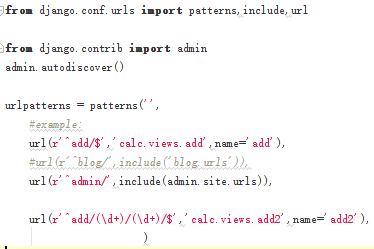 from django.conf.urls import patterns,include,url
from django.contrib import admin
admin.autodiscover()
urlpatterns = patterns('',
#example:
url(r'^add/$','calc.views.add',name='add'),
#url(r'^blog/',include('blog.urls')),
url(r'^admin/',include(admin.site.urls)),
url(r'^add/(\d+)/(\d+)/$','calc.views.add2',name='add2'),
)